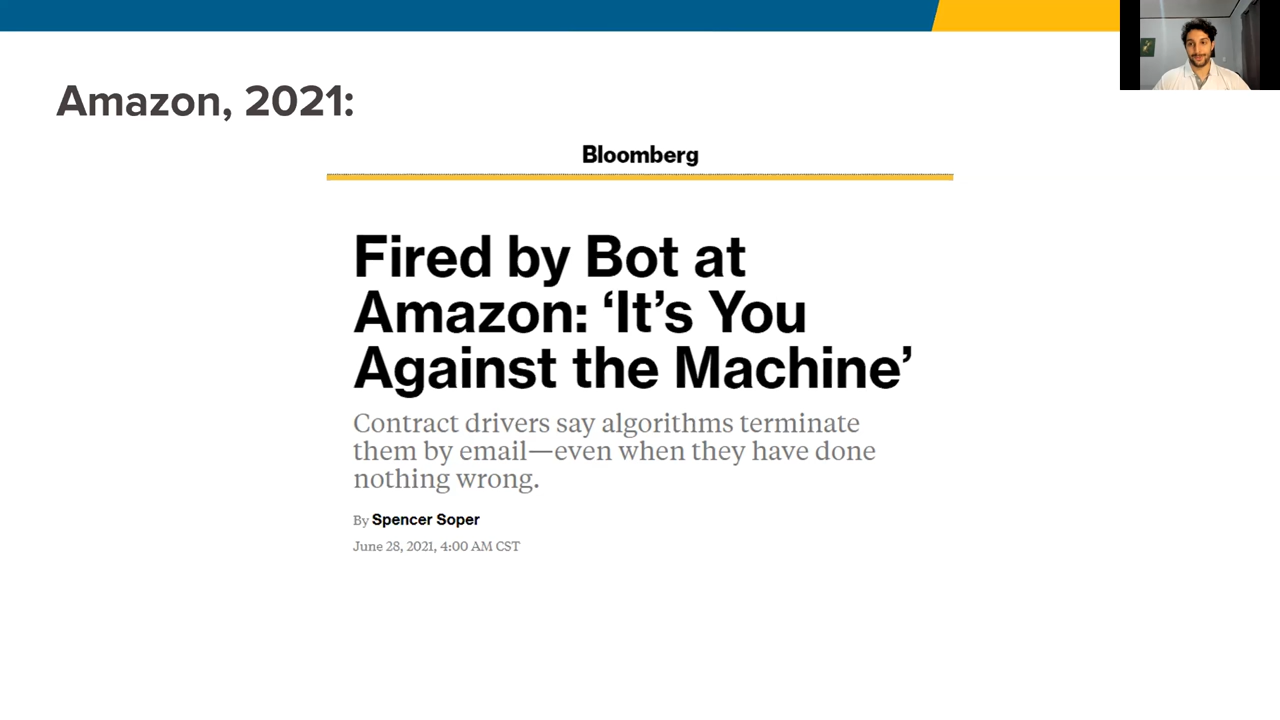 Amazon, 2021:
Bloomberg
Fired by Bot at
Amazon: ‘It’s You
Against the Machine’
Contract drivers say algorithms terminate
them by email—even when they have done
nothing wrong.
By Spencer Soper
June 28, 2021, 4:00 AM CST